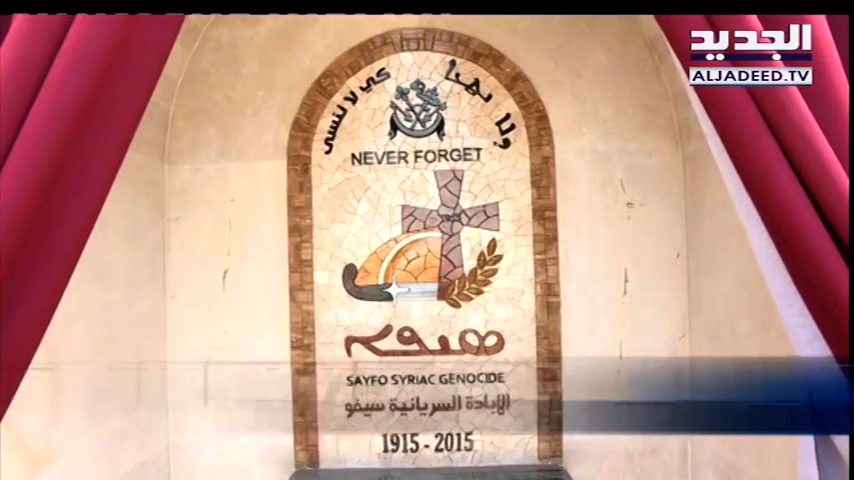 الجديد
ALJADEED.TV
كي لا ننسى
NEVER FORGET
ܣܝܦܐ
SAYFO SYRIAC GENOCIDE
الإبادة السريانية سيفو
1915 - 2015